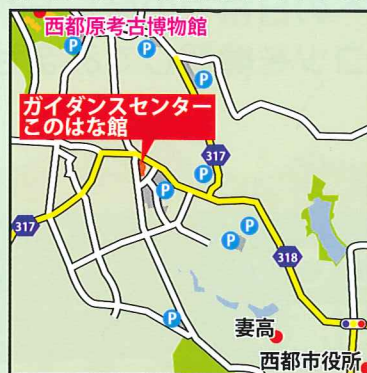 西都原考古博物館
P
P
ガイダンスセンター
このはな館
317
P
P
317
P
P
318
P
妻高
西都市役所